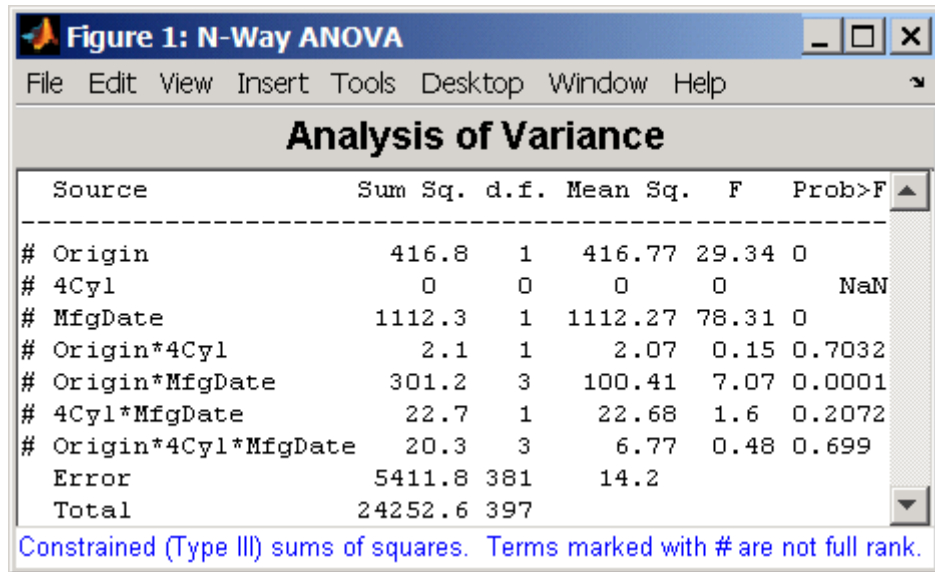 Figure 1: N-Way ANOVA
File Edit View Insert Tools Desktop Window Help
Analysis of Variance
Source Sum Sq. d.f. Mean Sq. F Prob>F
---------------------------------------------------------------
# Origin 416.8 1 416.77 29.34 0
# 4Cyl 0 0 0 0 NaN
# MfgDate 1112.3 1 1112.27 78.31 0
# Origin*4Cyl 2.1 1 2.07 0.15 0.7032
# Origin*MfgDate 301.2 3 100.41 7.07 0.0001
# 4Cyl*MfgDate 22.7 1 22.68 1.6 0.2072
# Origin*4Cyl*MfgDate 20.3 3 6.77 0.48 0.699
Error 5411.8 381 14.2
Total 24252.6 397
Constrained (Type III) sums of squares. Terms marked with # are not full rank.